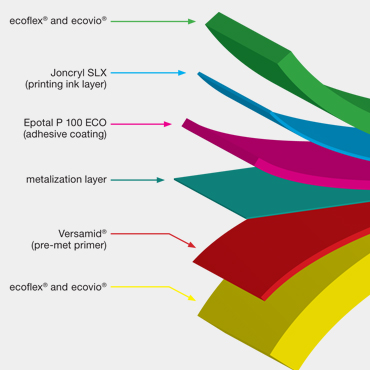 ecoflex® and ecovio®
Joncryl SLX
(printing ink layer)
Epotal P 100 ECO
(adhesive coating)
metalization layer
Versamid®
(pre-met primer)
ecoflex® and ecovio®